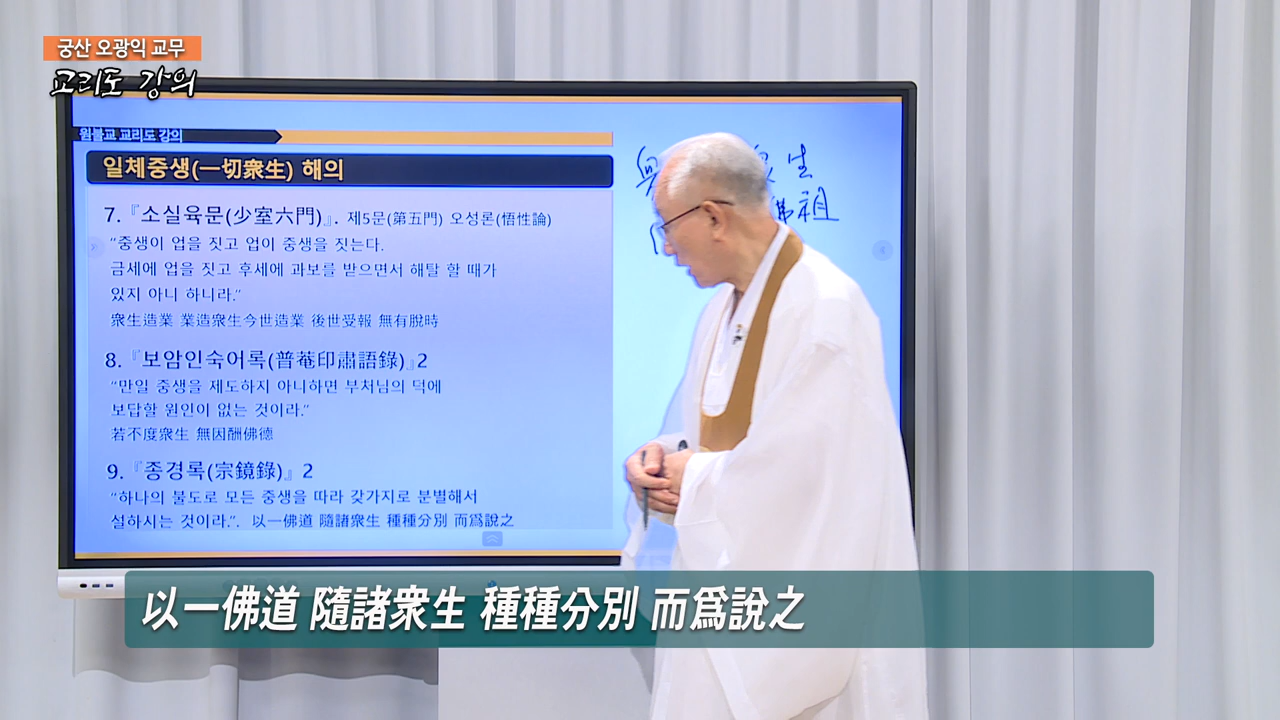 궁산 오광익 교무
교리도 강의
원불교 교리도 강의
일체중생(一切衆生) 해의
7. 『소실육문(少室六門)』. 제5문(第五門) 오성론(悟性論)
“중생이 업을 짓고 업이 중생을 짓는다.
금세에 업을 짓고 후세에 과보를 받으면서 해탈 할 때가
있지 아니 하니라.”
衆生造業 業造衆生今世造業 後世受報 無有脫時
8. 『보암인숙어록(普菴印肅語錄)』2
“만일 중생을 제도하지 아니하면 부처님의 덕에
보답할 원인이 없는 것이라.”
若不度衆生 無因酬佛德
9. 『종경록(宗鏡錄)』 2
“하나의 불도로 모든 중생을 따라 갖가지로 분별해서
설하시는 것이라.”. 以一佛道 隨諸衆生 種種分別 而爲說之
衆生
佛祖
以一佛道 隨諸衆生 種種分別 而爲說之